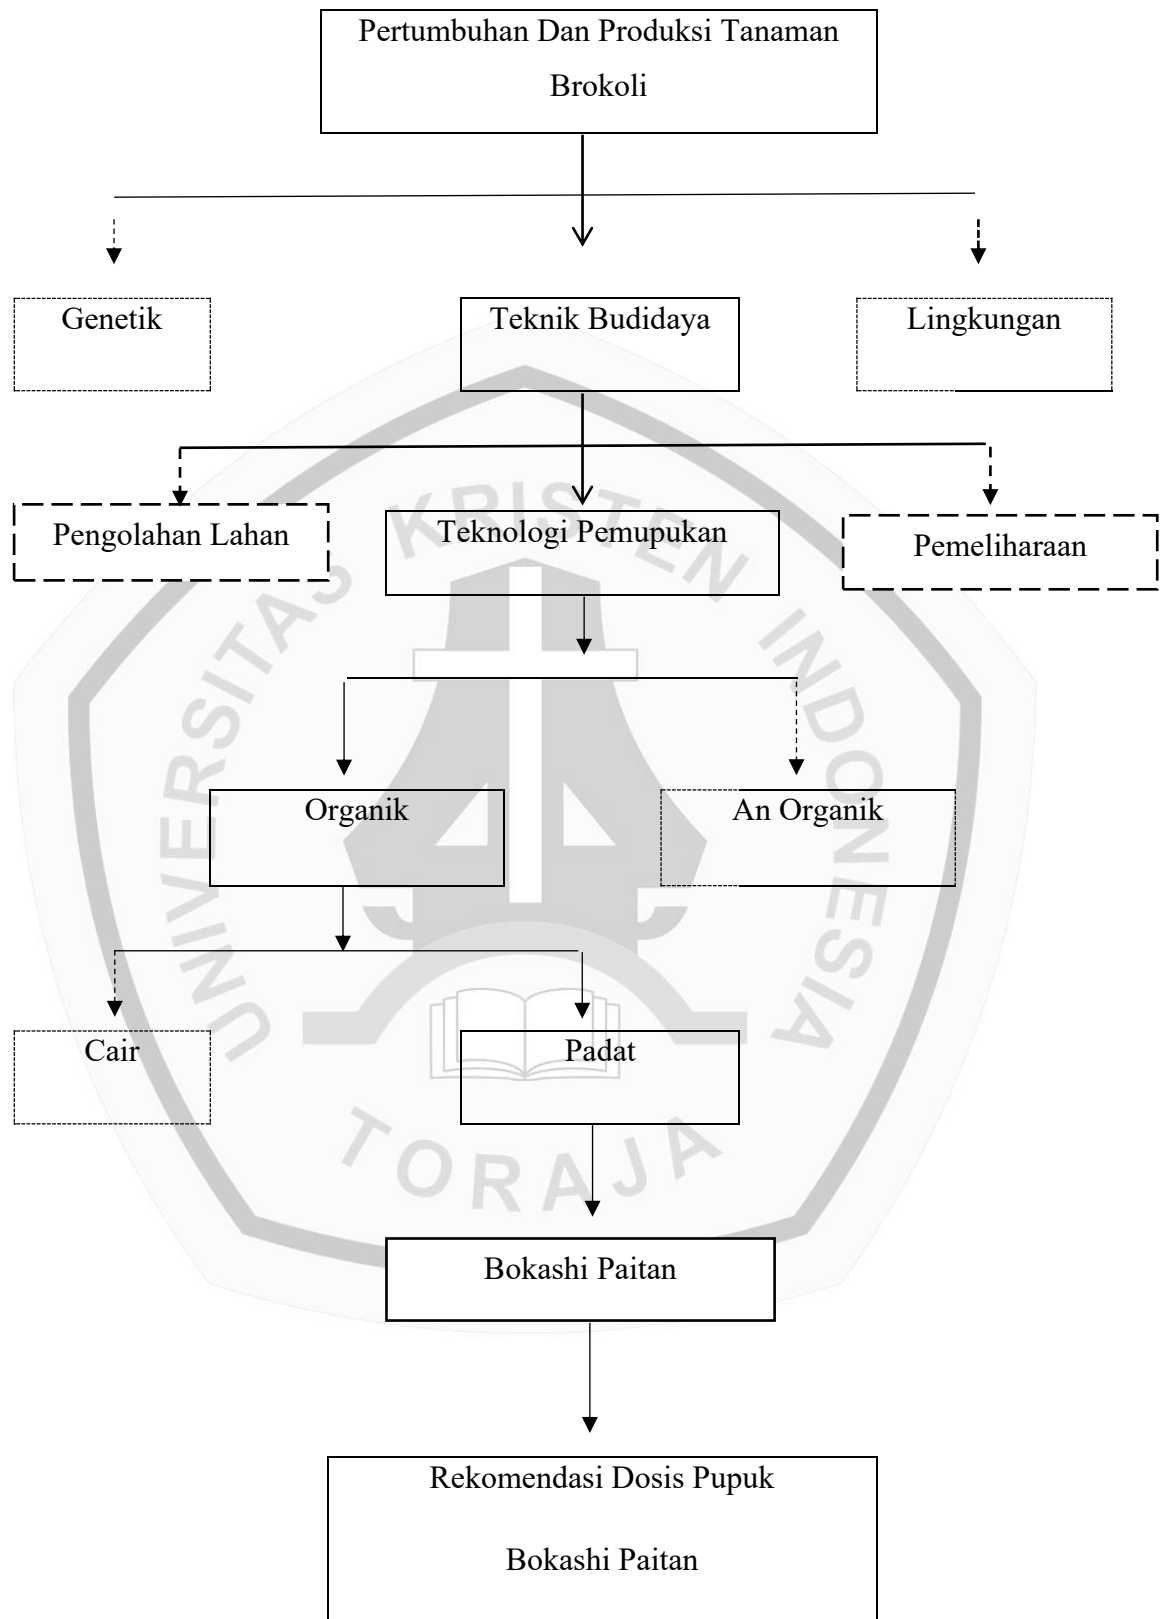 Pertumbuhan Dan Produksi Tanaman
Brokoli
Genetik
Teknik Budidaya
Lingkungan
Pengolahan Lahan
Teknologi Pemupukan
Pemeliharaan
Organik
An Organik
Cair
Padat
Bokashi Paitan
Rekomendasi Dosis Pupuk
Bokashi Paitan
UNIVERSITAS KRISTEN INDONESIA
TORAJA